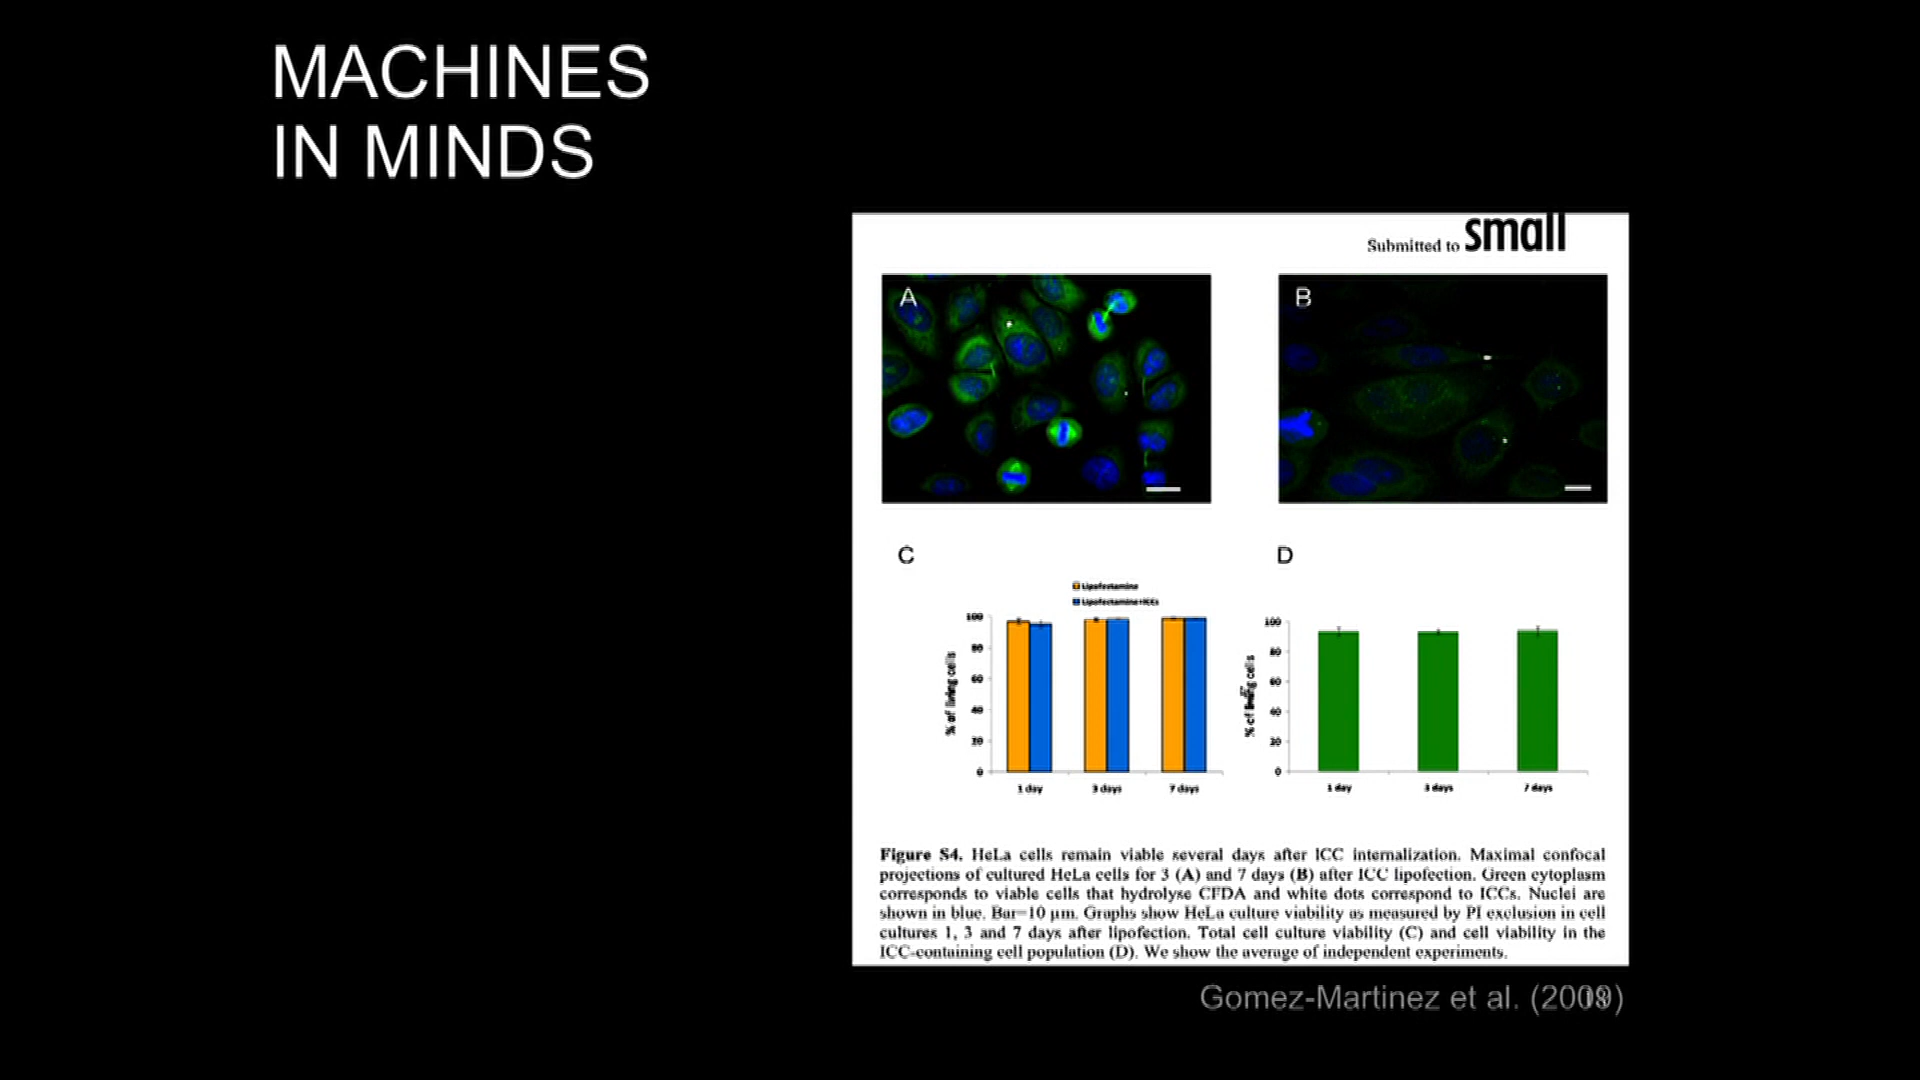 MACHINES
IN MINDS
Submitted to small
A
B
C
D
Lipofectamine
Lipofectamine+ICCs
100
80
60
40
20
0
% of living cells
1 day
3 days
7 days
100
80
60
40
20
0
% of living cells
1 day
3 days
7 days
Figure S4. HeLa cells remain viable several days after ICC internalization. Maximal confocal
projections of cultured HeLa cells for 3 (A) and 7 days (B) after ICC lipofection. Green cytoplasm
corresponds to viable cells that hydrolyse CFDA and white dots correspond to ICCs. Nuclei are
shown in blue. Bar=10 µm. Graphs show HeLa culture viability as measured by PI exclusion in cell
cultures 1, 3 and 7 days after lipofection. Total cell culture viability (C) and cell viability in the
ICC-containing cell population (D). We show the average of independent experiments.
Gomez-Martinez et al.